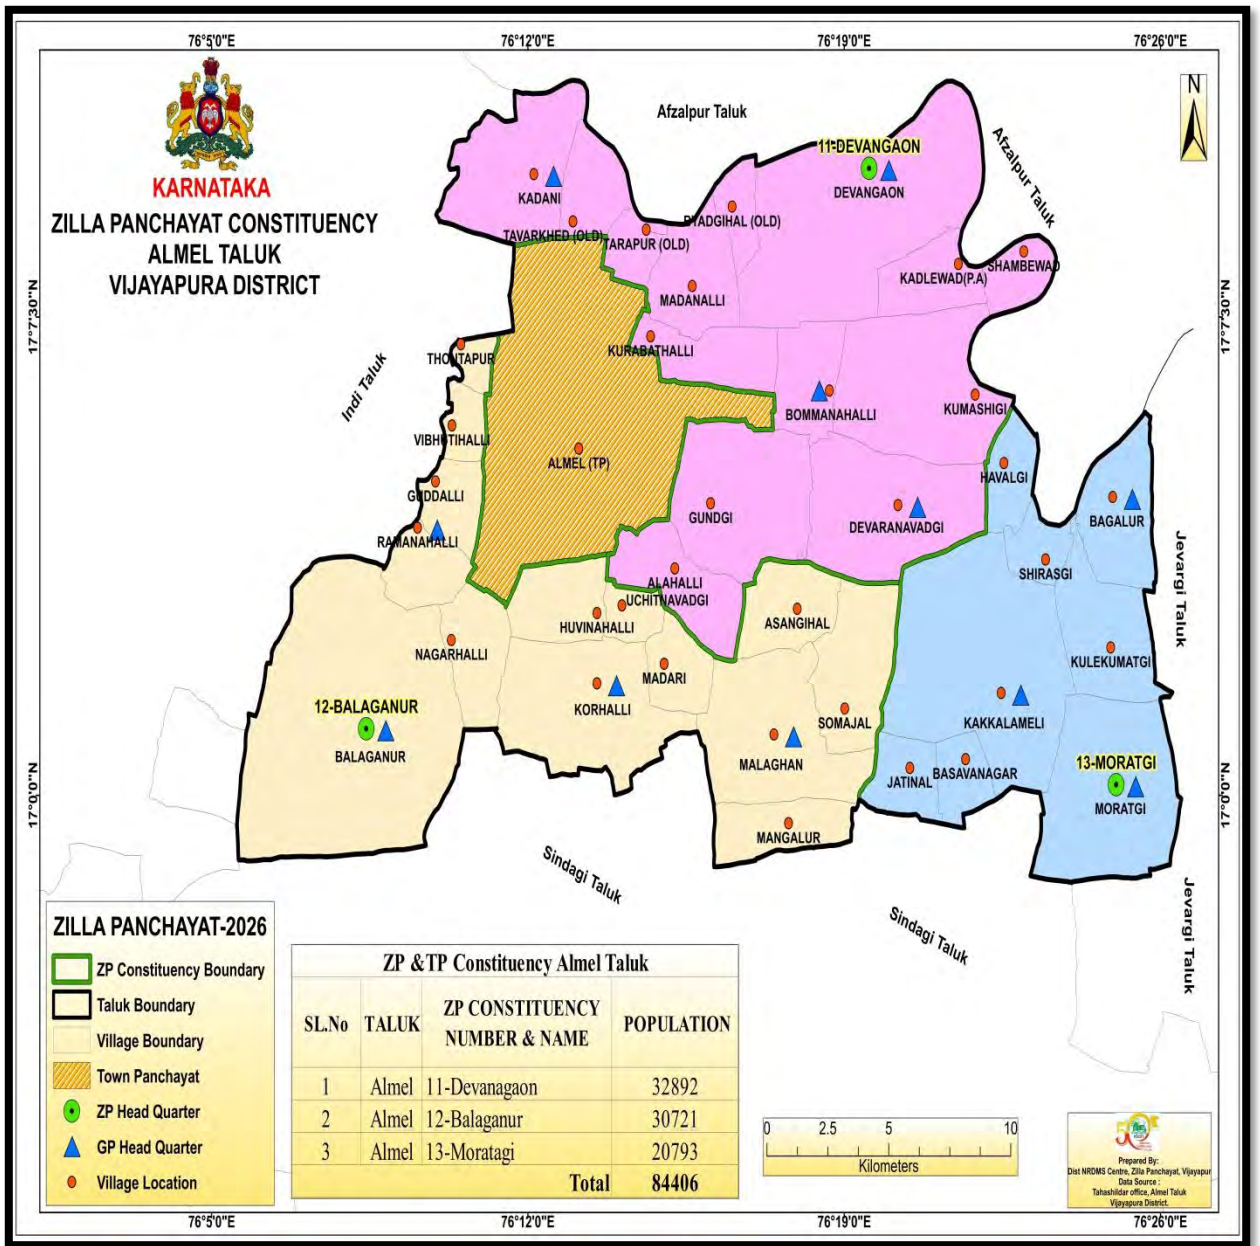 76°5'0"E 76°12'0"E 76°19'0"E 76°26'0"E
KARNATAKA
ZILLA PANCHAYAT CONSTITUENCY
ALMEL TALUK
VIJAYAPURA DISTRICT
N
Afzalpur Taluk
Afzalpur Taluk
11-DEVANGAON
DEVANGAON
KADANI
TAVARKHED (OLD)
TARAPUR (OLD)
BYADGIHAL (OLD)
MADANALLI
KADLEWAD(P.A)
SHAMBEWAD
17°7'30"N
17°7'30"N
KURABATHALLI
THONTAPUR
Indi Taluk
BOMMANAHALLI
KUMASHIGI
VIBHUTIHALLI
ALMEL (TP)
HAVALGI
GUDDALLI
GUNDGI
DEVARANAVADGI
BAGALUR
RAMANAHALLI
SHIRASGI
Jevargi Taluk
ALAHALLI
UCHITNAVADGI
HUVINAHALLI
ASANGIHAL
NAGARHALLI
MADARI
KULEKUMATGI
KORHALLI
SOMAJAL
KAKKALAMELI
12-BALAGANUR
BALAGANUR
MALAGHAN
JATINAL
BASAVANAGAR
13-MORATGI
MORATGI
17°0'0"N
17°0'0"N
MANGALUR
Sindagi Taluk
Sindagi Taluk
Jevargi Taluk
ZILLA PANCHAYAT-2026
ZP Constituency Boundary
Taluk Boundary
Village Boundary
Town Panchayat
ZP Head Quarter
GP Head Quarter
Village Location
ZP &TP Constituency Almel Taluk
SL.No TALUK ZP CONSTITUENCY NUMBER & NAME POPULATION
1 Almel 11-Devanagaon 32892
2 Almel 12-Balaganur 30721
3 Almel 13-Moratagi 20793
Total 84406
0 2.5 5 10
Kilometers
Prepared By:
Dist NRDMS Centre, Zilla Panchayat, Vijayapur
Data Source :
Tahashildar office, Almel Taluk
Vijayapura District.
76°5'0"E 76°12'0"E 76°19'0"E 76°26'0"E